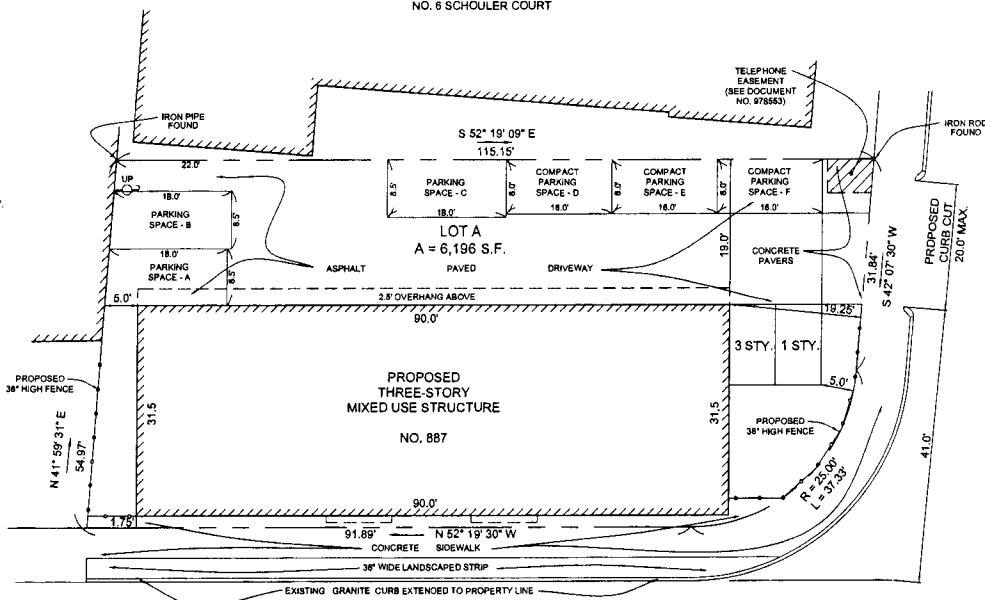 NO. 6 SCHOULER COURT
TELEPHONE
EASEMENT
(SEE DOCUMENT
NO. 978553)
IRON PIPE
FOUND
IRON ROD
FOUND
S 52° 19' 09" E
115.15'
22.0'
UP
18.0'
PARKING
SPACE - B
8.5'
18.0'
PARKING
SPACE - A
8.5'
8.5'
PARKING
SPACE - C
18.0'
8.0'
COMPACT
PARKING
SPACE - D
16.0'
8.0'
COMPACT
PARKING
SPACE - E
16.0'
8.0'
COMPACT
PARKING
SPACE - F
16.0'
LOT A
A = 6,196 S.F.
19.0'
CONCRETE
PAVERS
31.84'
S 42° 07' 30" W
PROPOSED
CURB CUT
20.0' MAX.
ASPHALT PAVED DRIVEWAY
5.0'
2.5' OVERHANG ABOVE
90.0'
19.25'
3 STY. 1 STY.
5.0'
PROPOSED
36" HIGH FENCE
N 41° 59' 31" E
54.97'
31.5
PROPOSED
THREE-STORY
MIXED USE STRUCTURE
NO. 887
31.5
PROPOSED
36" HIGH FENCE
R = 25.00'
L = 37.33'
41.0'
90.0'
1.75'
91.89' N 52° 19' 30" W
CONCRETE SIDEWALK
36" WIDE LANDSCAPED STRIP
EXISTING GRANITE CURB EXTENDED TO PROPERTY LINE